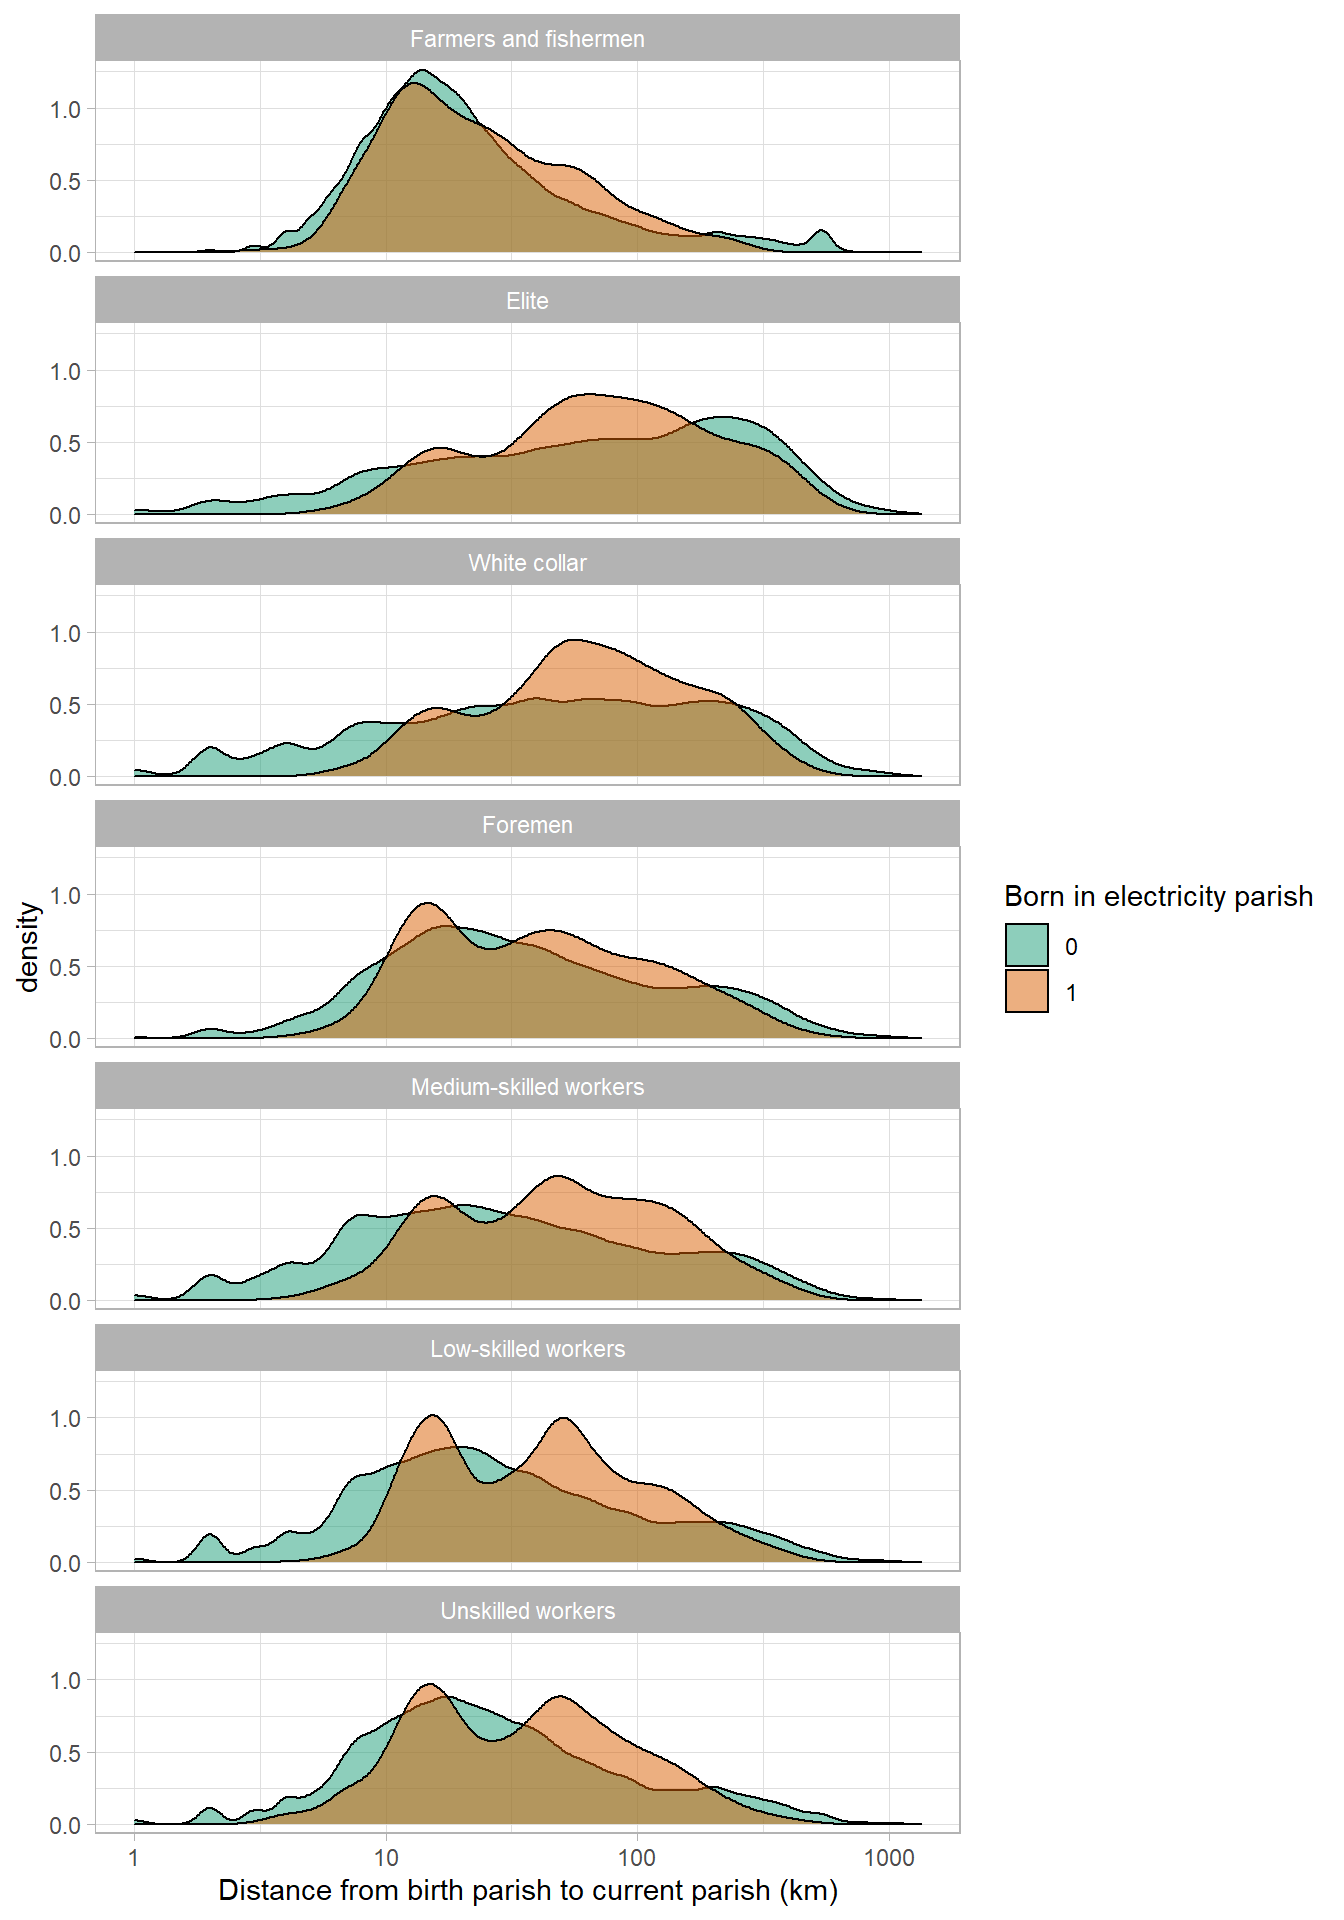 Farmers and fishermen
1.0
0.5
0.0
Elite
1.0
0.5
0.0
White collar
1.0
0.5
0.0
Foremen
1.0
0.5
0.0
Medium-skilled workers
1.0
0.5
0.0
Low-skilled workers
1.0
0.5
0.0
Unskilled workers
1.0
0.5
0.0
1 10 100 1000
Distance from birth parish to current parish (km)
density
Born in electricity parish
0
1